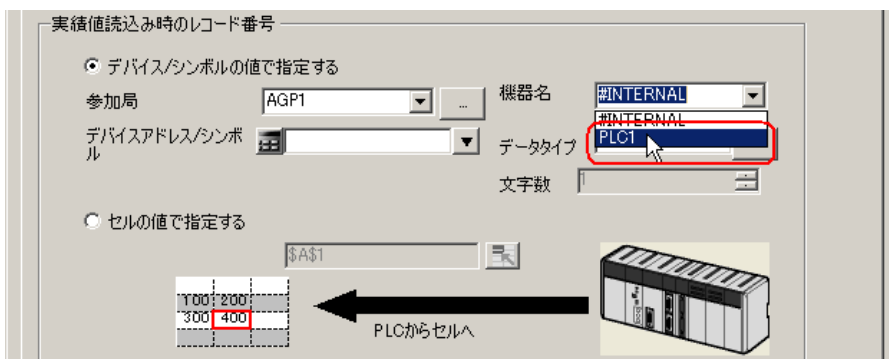 実績値読込み時のレコード番号
デバイス/シンボルの値で指定する
参加局 AGP1 ... 機器名 #INTERNAL
#INTERNAL
デバイスアドレス/シンボル データタイプ PLC1
文字数 1
セルの値で指定する
$A$1
100 200
300 400
PLCからセルへ